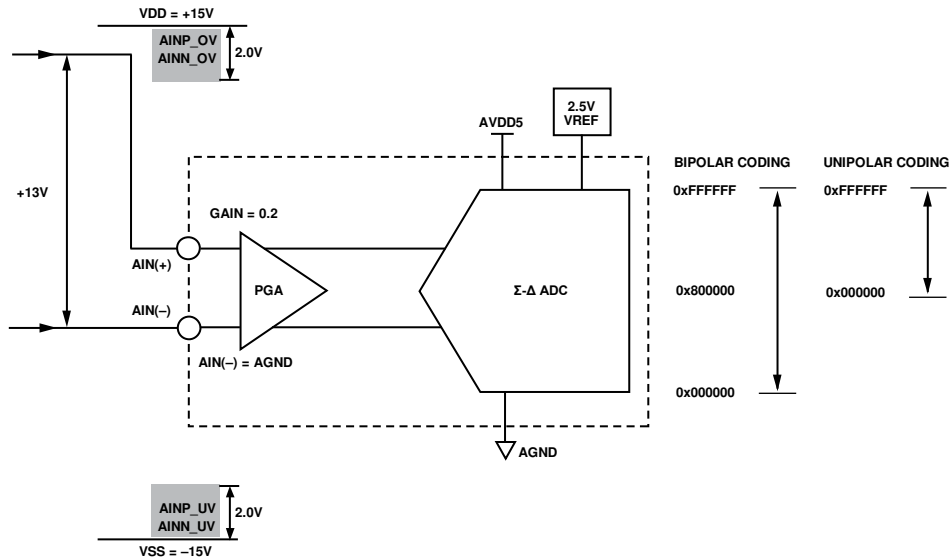 VDD = +15V
AINP_OV
AINN_OV
2.0V
+13V
AVDD5
2.5V
VREF
GAIN = 0.2
AIN(+)
PGA
AIN(–)
AIN(–) = AGND
Σ-Δ ADC
AGND
BIPOLAR CODING
0xFFFFFF
0x800000
0x000000
UNIPOLAR CODING
0xFFFFFF
0x000000
AINP_UV
AINN_UV
2.0V
VSS = –15V